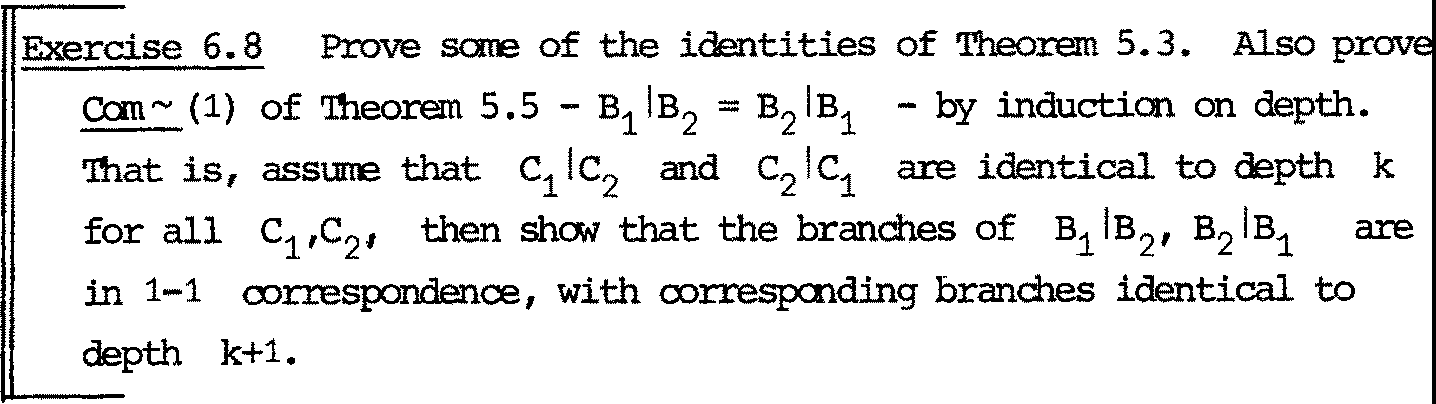 Exercise 6.8 Prove some of the identities of Theorem 5.3. Also prove
Com~ (1) of Theorem 5.5 - B₁|B₂ = B₂|B₁ - by induction on depth.
That is, assume that C₁|C₂ and C₂|C₁ are identical to depth k
for all C₁,C₂, then show that the branches of B₁|B₂, B₂|B₁ are
in 1-1 correspondence, with corresponding branches identical to
depth k+1.